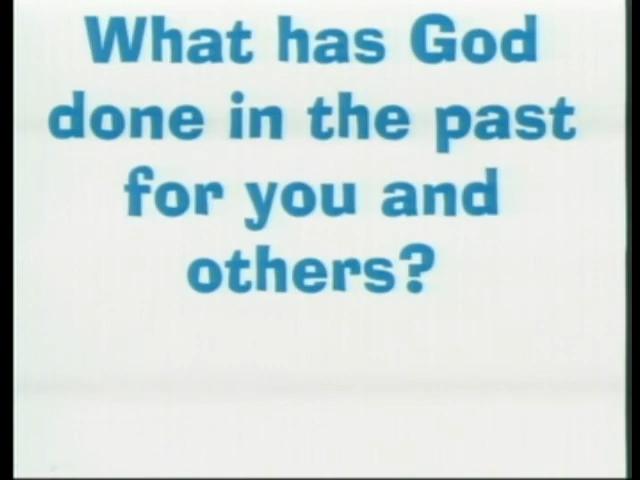 What has God
done in the past
for you and
others?